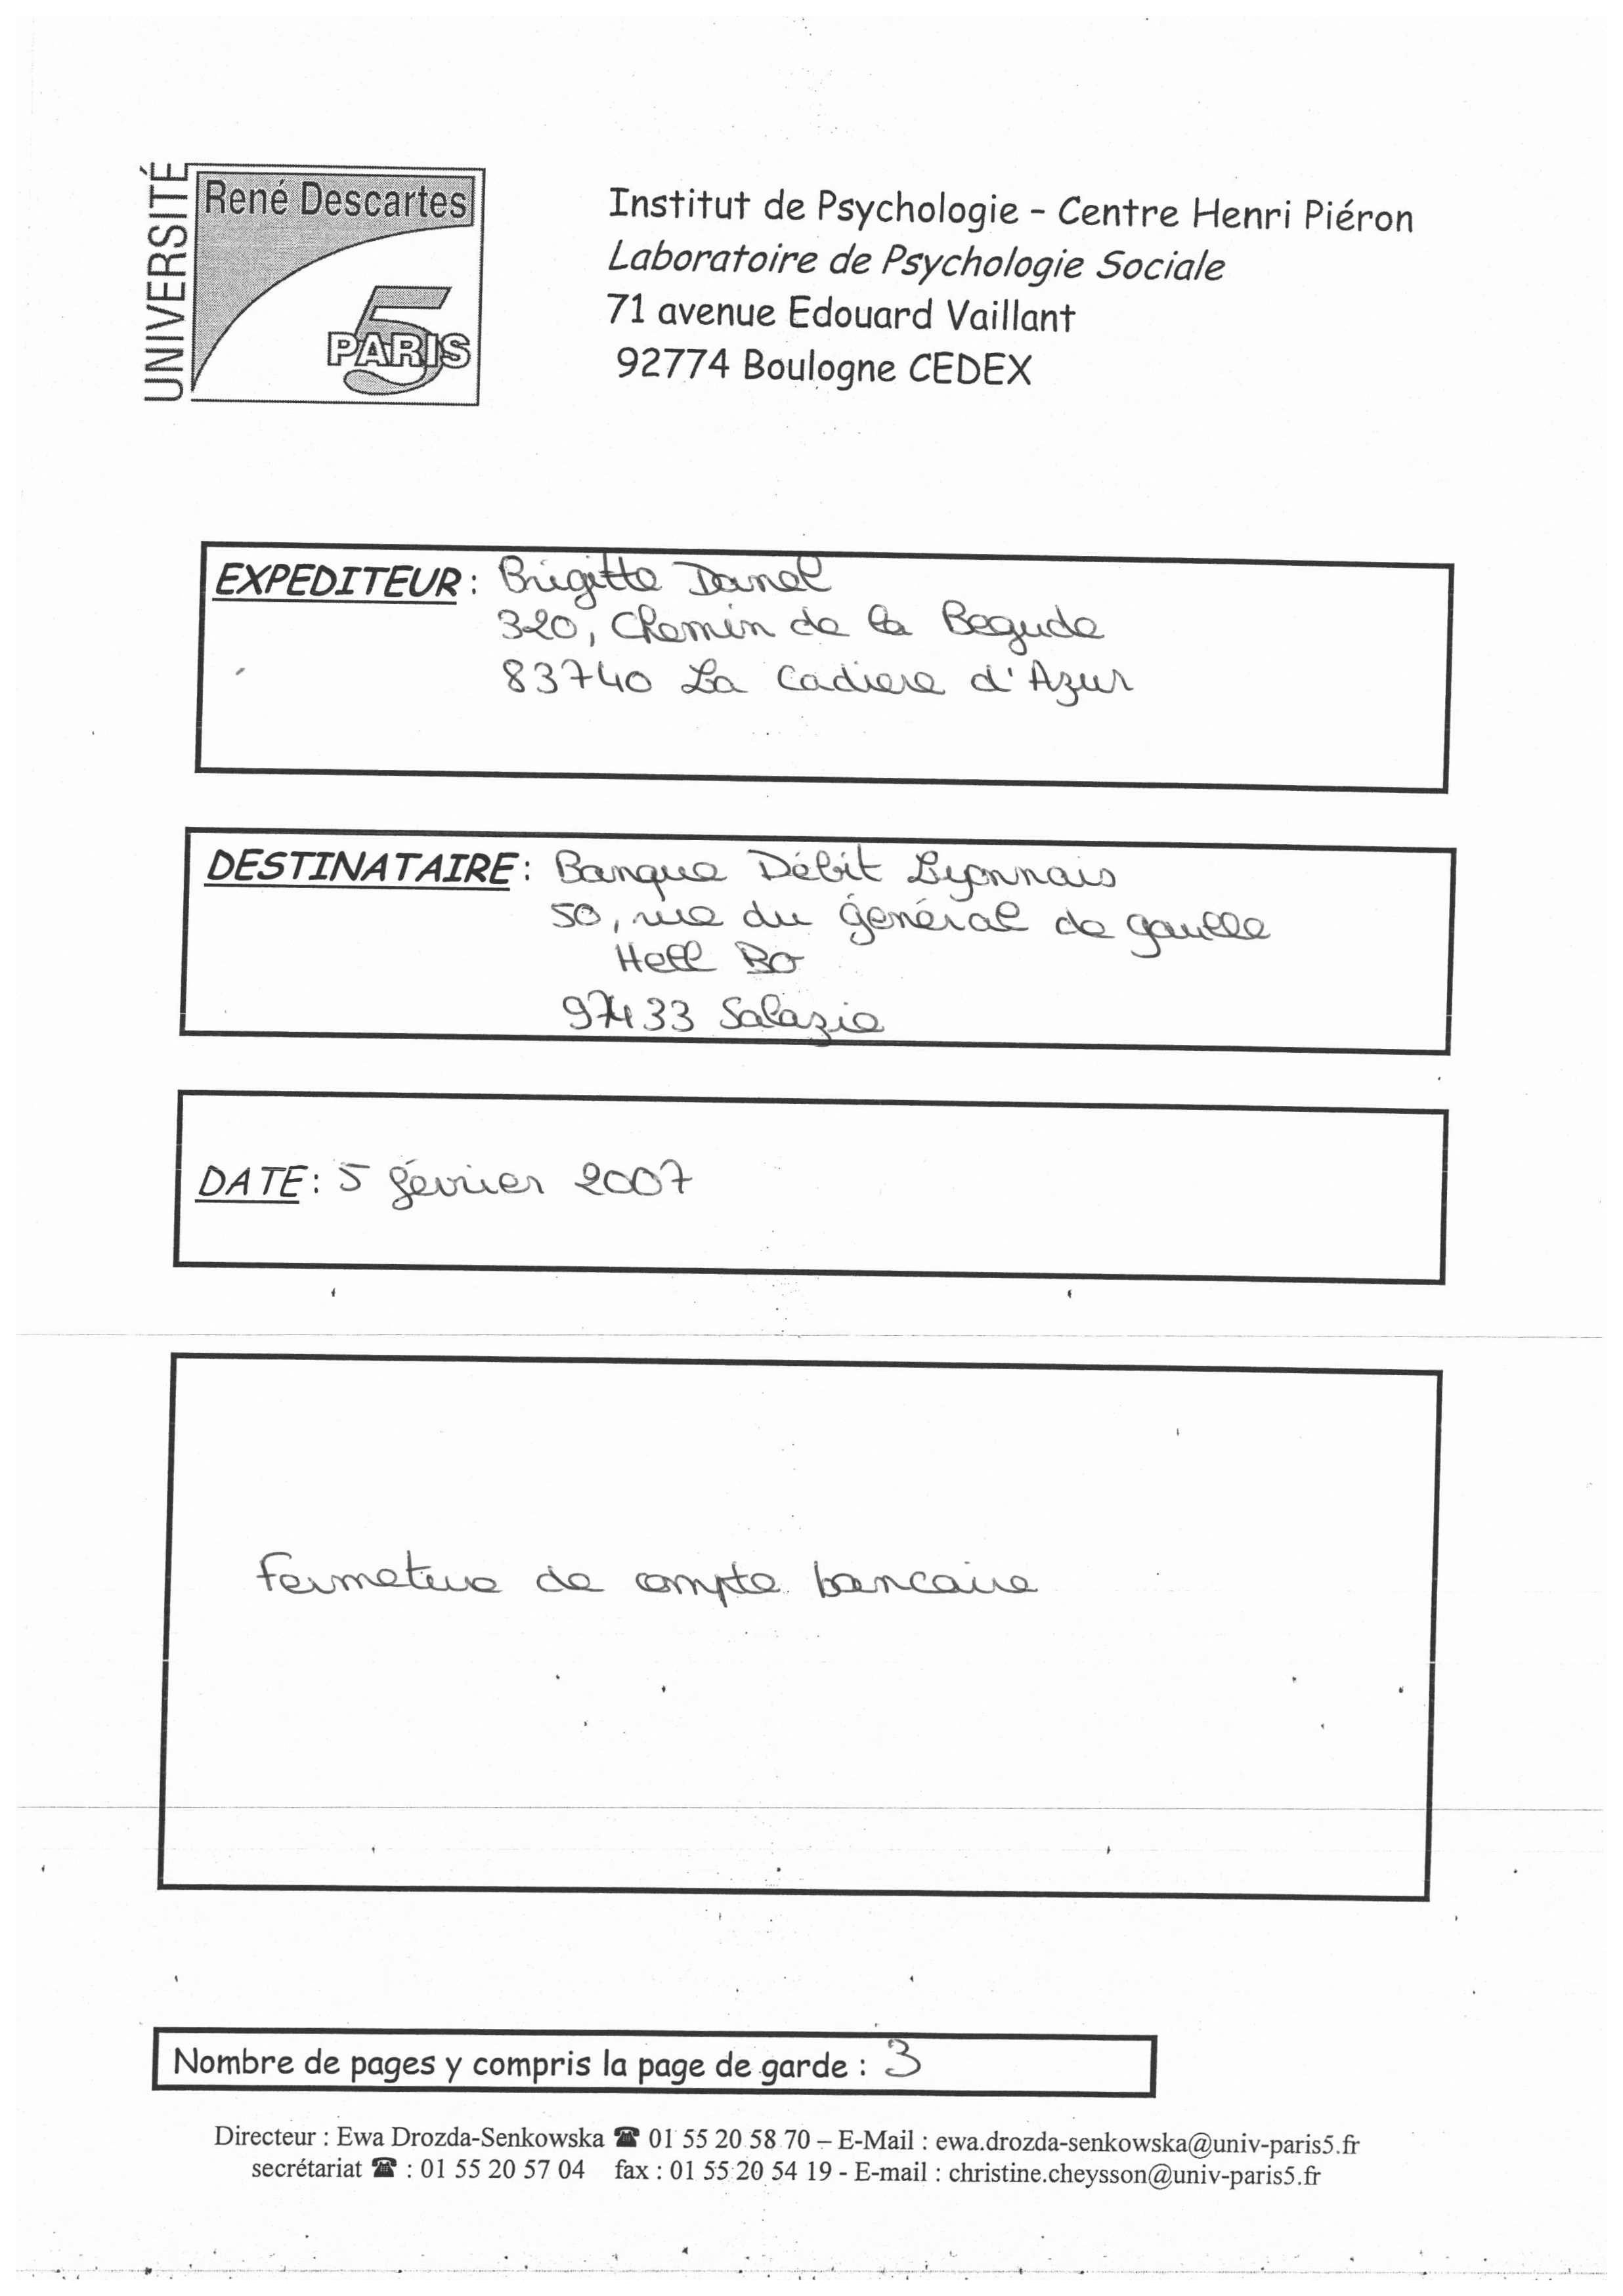 UNIVERSITÉ
René Descartes
PARIS 5
Institut de Psychologie - Centre Henri Piéron
Laboratoire de Psychologie Sociale
71 avenue Edouard Vaillant
92774 Boulogne CEDEX
EXPEDITEUR : Brigitte Danel
320, Chemin de la Begude
83740 La Cadiere d'Azur
DESTINATAIRE : Banque Débit Lyonnais
50, rue du général de gaulle
Hell BO
97433 Salazie
DATE : 5 février 2007
Fermeture de compte bancaire
Nombre de pages y compris la page de garde : 3
Directeur : Ewa Drozda-Senkowska ☎ 01 55 20 58 70 – E-Mail : ewa.drozda-senkowska@univ-paris5.fr
secrétariat ☎ : 01 55 20 57 04 fax : 01 55 20 54 19 - E-mail : christine.cheysson@univ-paris5.fr